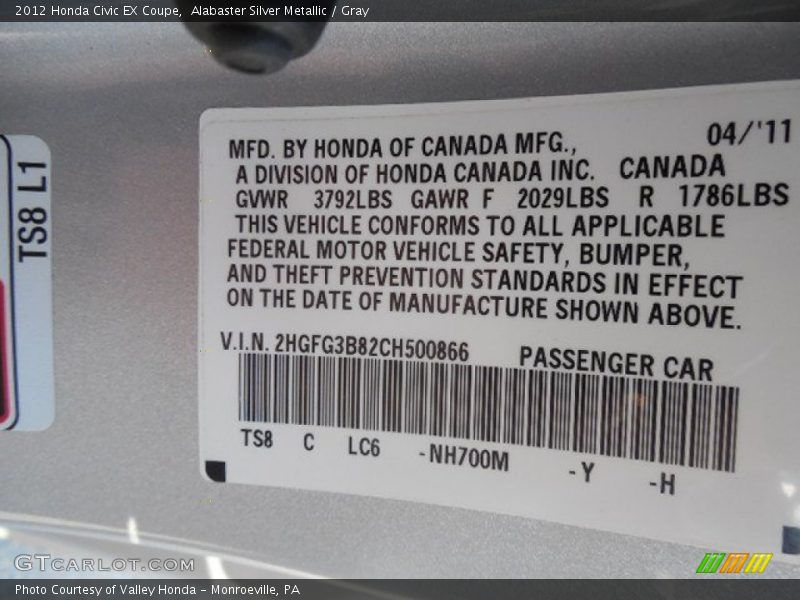 2012 Honda Civic EX Coupe,  Alabaster Silver Metallic / Gray
TS8 L1
04/'11
MFD. BY HONDA OF CANADA MFG.,
A DIVISION OF HONDA CANADA INC. CANADA
GVWR 3792LBS GAWR F 2029LBS R 1786LBS
THIS VEHICLE CONFORMS TO ALL APPLICABLE
FEDERAL MOTOR VEHICLE SAFETY, BUMPER,
AND THEFT PREVENTION STANDARDS IN EFFECT
ON THE DATE OF MANUFACTURE SHOWN ABOVE.
V.I.N. 2HGFG3B82CH500866 PASSENGER CAR
TS8 C LC6 -NH700M -Y -H
GTCARLOT.COM
Photo Courtesy of Valley Honda - Monroeville, PA